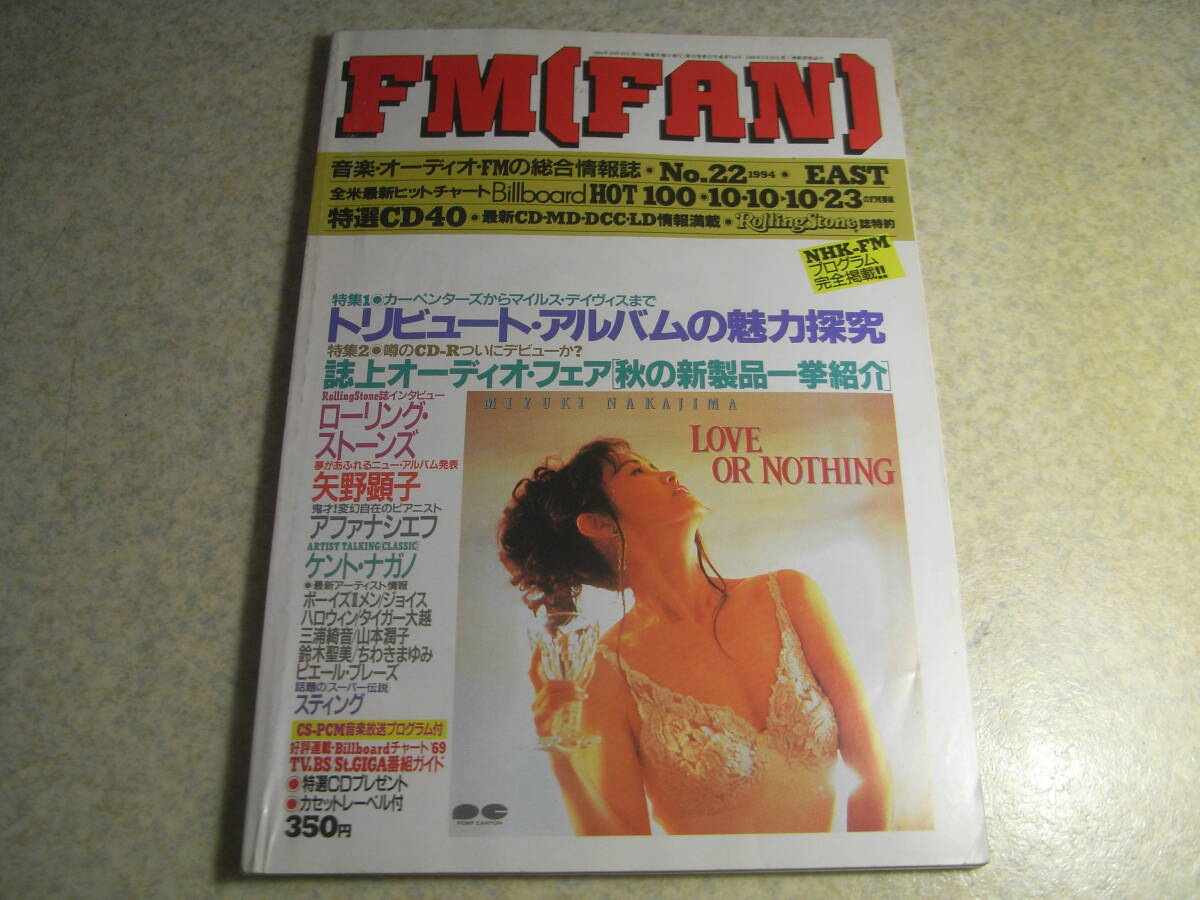 FM(FAN)
音楽・オーディオ・FMの総合情報誌・No.22 1994・EAST
全米最新ヒットチャートBillboard HOT 100・10・10▸10・23のFM番組
特選CD40・最新CD・MD・DCC・LD情報満載・RollingStone誌特約
NHK-FM
プログラム
完全掲載!!
特集1●カーペンターズからマイルス・デイヴィスまで
トリビュート・アルバムの魅力探究
特集2●噂のCD-Rついにデビューか?
誌上オーディオ・フェア[秋の新製品一挙紹介]
RollingStone誌インタビュー
ローリング・
ストーンズ
夢があふれるニュー・アルバム発表
矢野顕子
鬼才!変幻自在のピアニスト
アファナシエフ
ARTIST TALKING[CLASSIC]
ケント・ナガノ
●最新アーティスト情報
ボーイズⅡメン/ジョイス
ハロウィン/タイガー大越
三浦綺音/山本潤子
鈴木聖美/ちわきまゆみ
ピエール・ブレーズ
話題の[スーパー伝説]
スティング
CS-PCM音楽放送プログラム付
好評連載・Billboardチャート'69
TV.BS St.GIGA番組ガイド
●特選CDプレゼント
●カセットレーベル付
350円
MIYUKI NAKAJIMA
LOVE
OR NOTHING
PONY CANYON